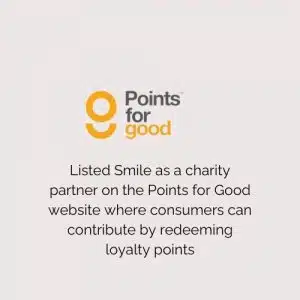 Points™
for
good
Listed Smile as a charity
partner on the Points for Good
website where consumers can
contribute by redeeming
loyalty points